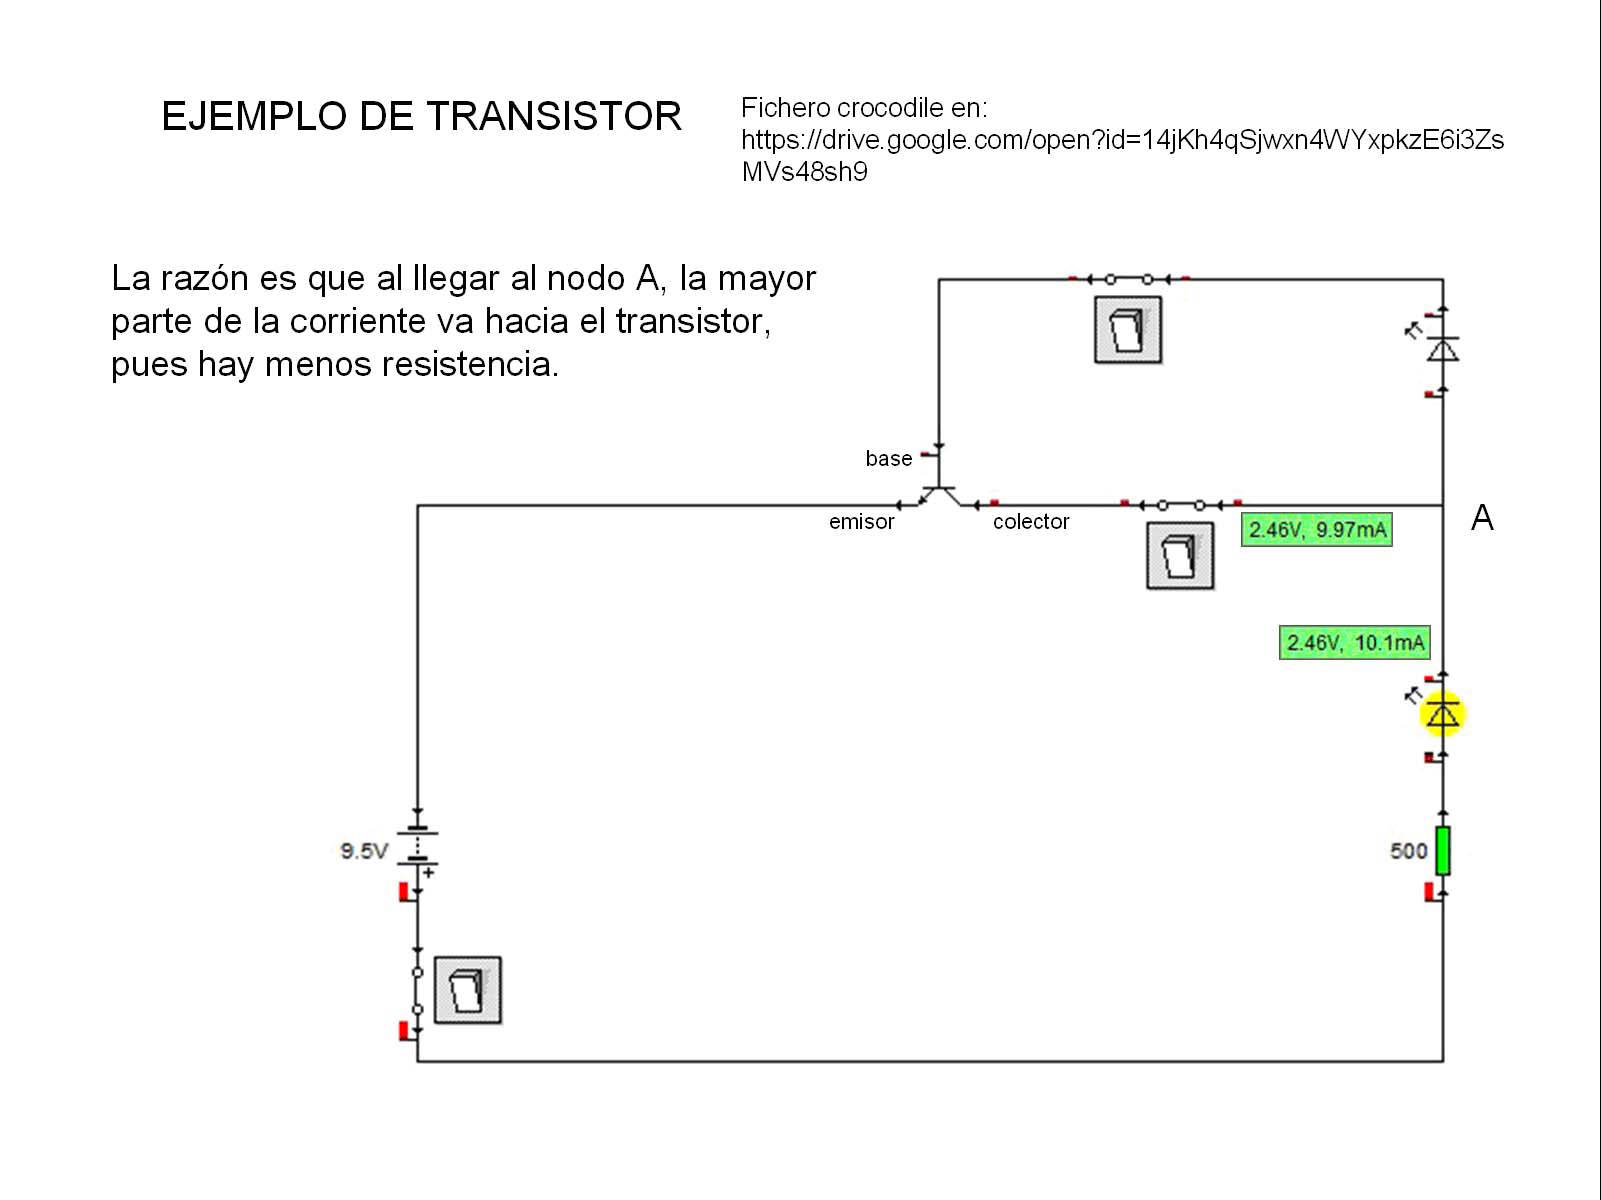 EJEMPLO DE TRANSISTOR
Fichero crocodile en:
https://drive.google.com/open?id=14jKh4qSjwxn4WYxpkzE6i3Zs
MVs48sh9
La razón es que al llegar al nodo A, la mayor
parte de la corriente va hacia el transistor,
pues hay menos resistencia.
base
emisor
colector
A
2.46V, 9.97mA
2.46V, 10.1mA
9.5V
+
500